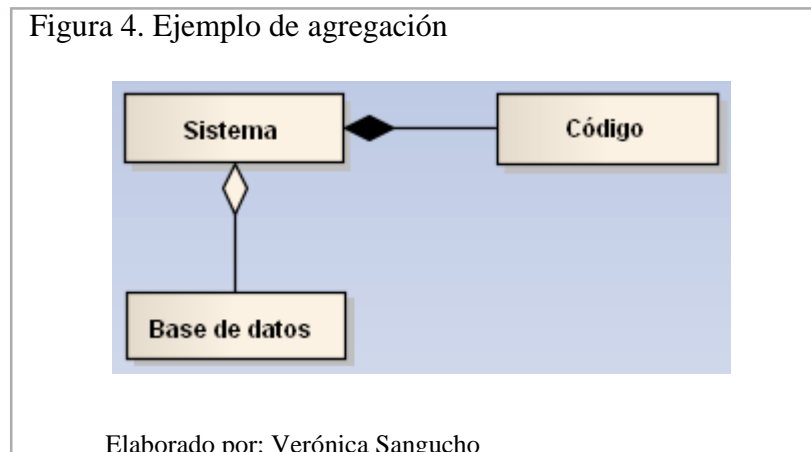 Figura 4. Ejemplo de agregación
Sistema
Código
Base de datos
Elaborado por: Verónica Sangucho